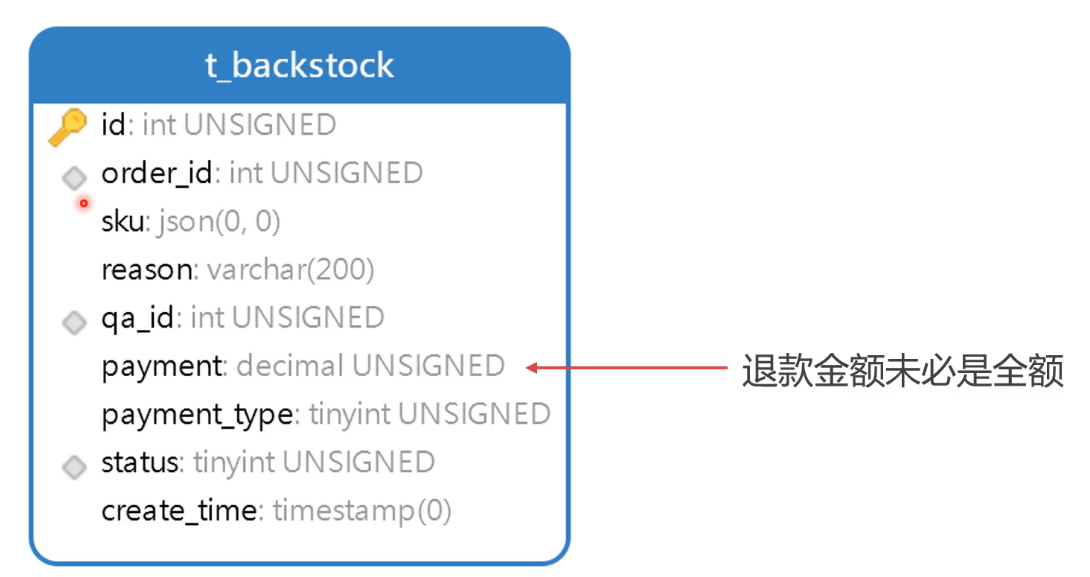 t_backstock
id: int UNSIGNED
order_id: int UNSIGNED
sku: json(0, 0)
reason: varchar(200)
qa_id: int UNSIGNED
payment: decimal UNSIGNED
退款金额未必是全额
payment_type: tinyint UNSIGNED
status: tinyint UNSIGNED
create_time: timestamp(0)